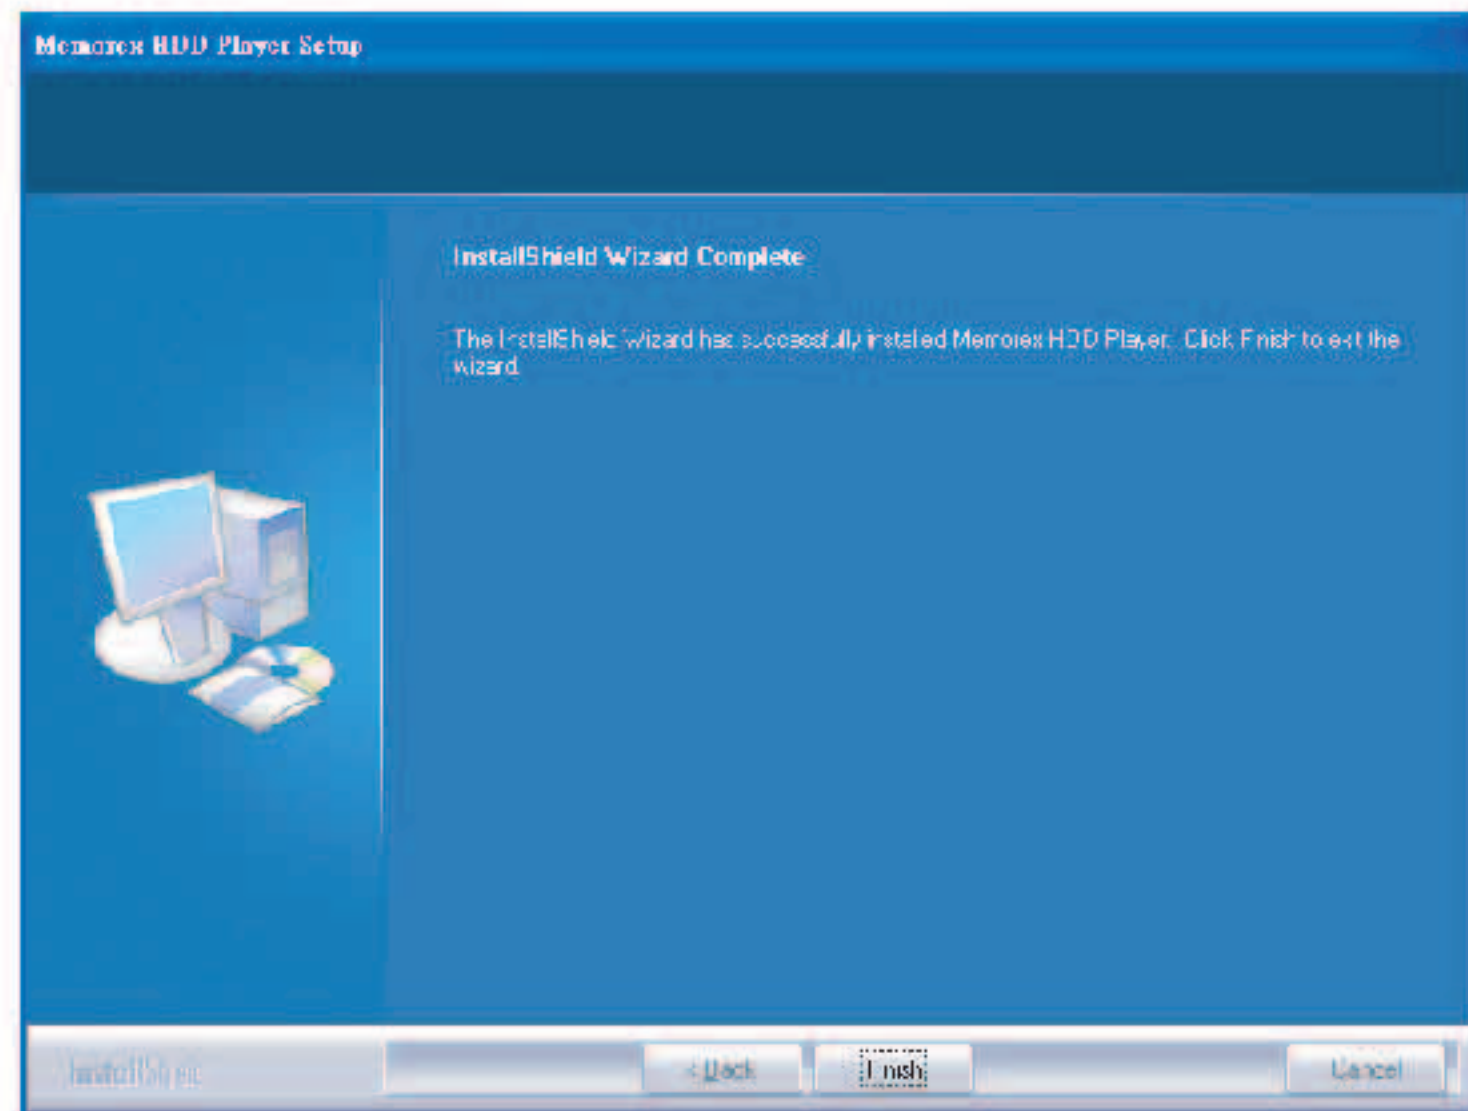 Memorex HDD Player Setup
InstallShield Wizard Complete
The InstallShield Wizard has successfully installed Memorex HDD Player. Click Finish to exit the
wizard.
InstallShield
< Back
Finish
Cancel